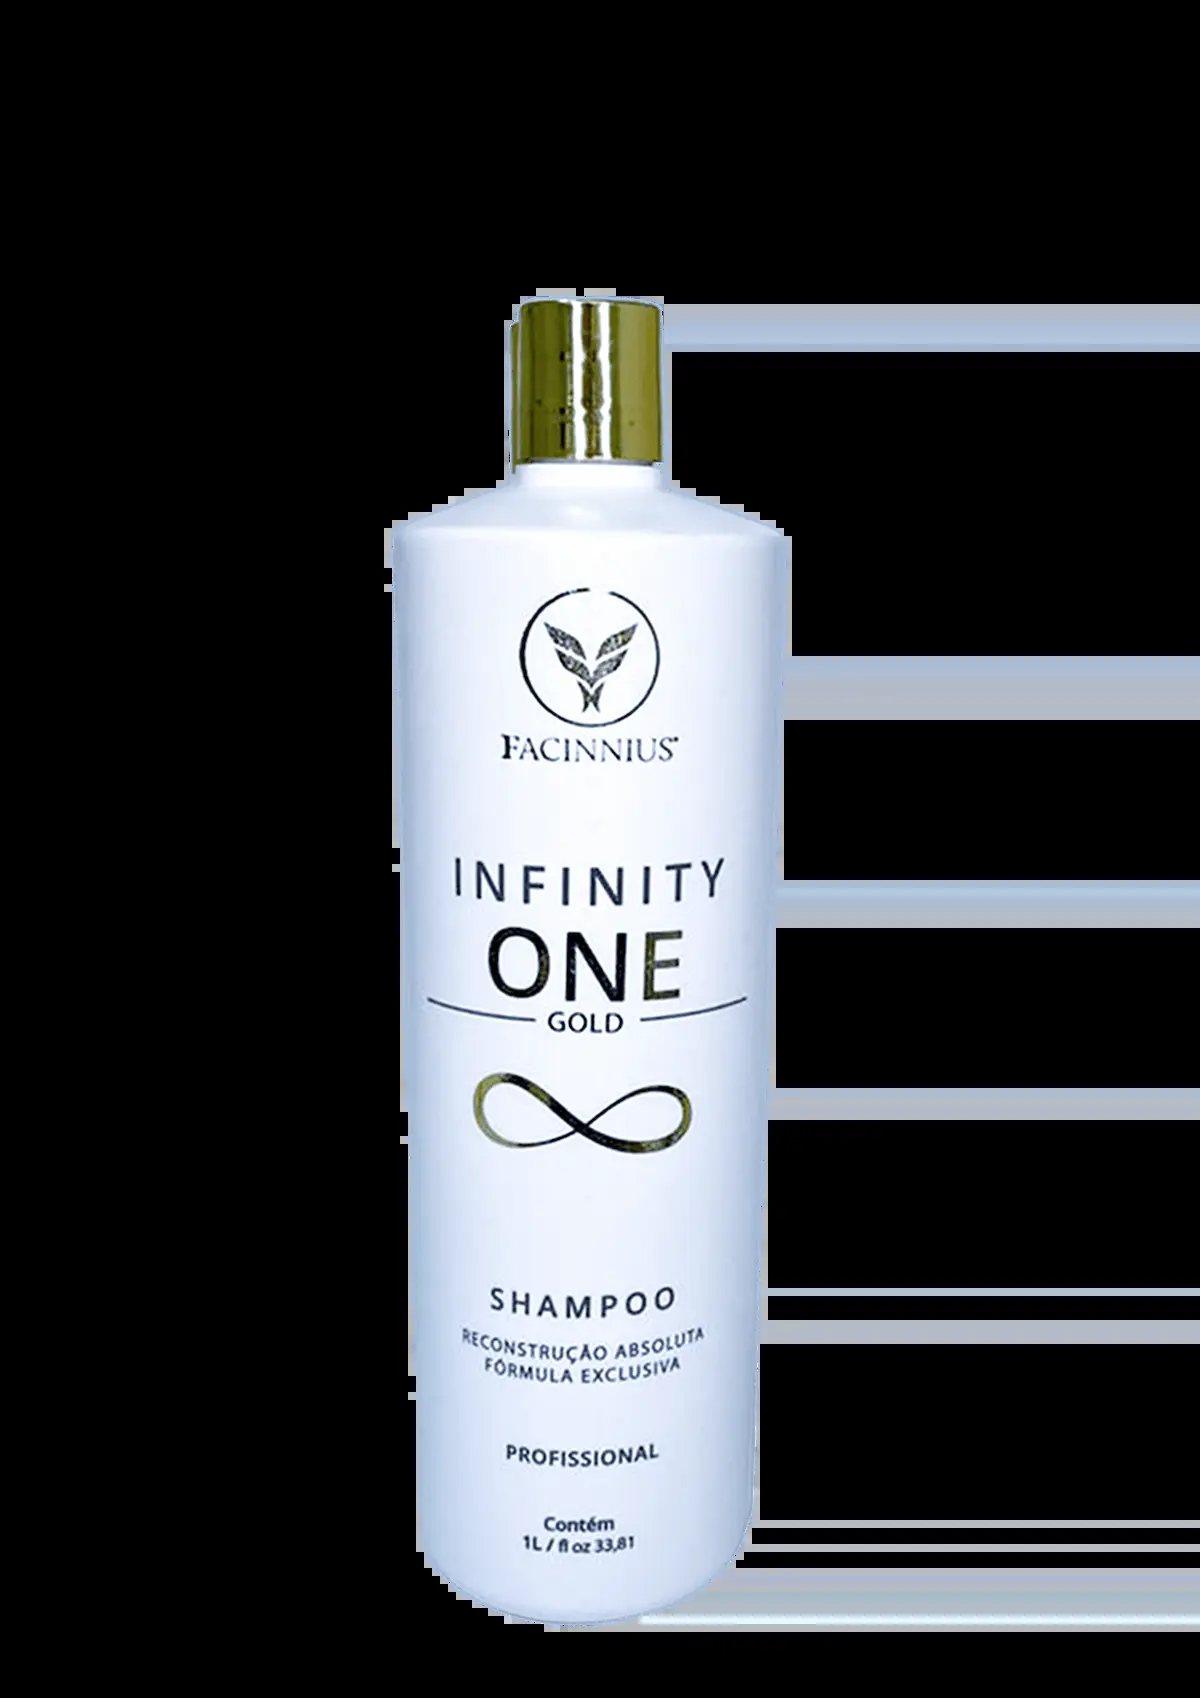 FACINNIUS
INFINITY
ONE
GOLD
SHAMPOO
RECONSTRUÇÃO ABSOLUTA
FÓRMULA EXCLUSIVA
PROFISSIONAL
Contém
1L / fl oz 33,81